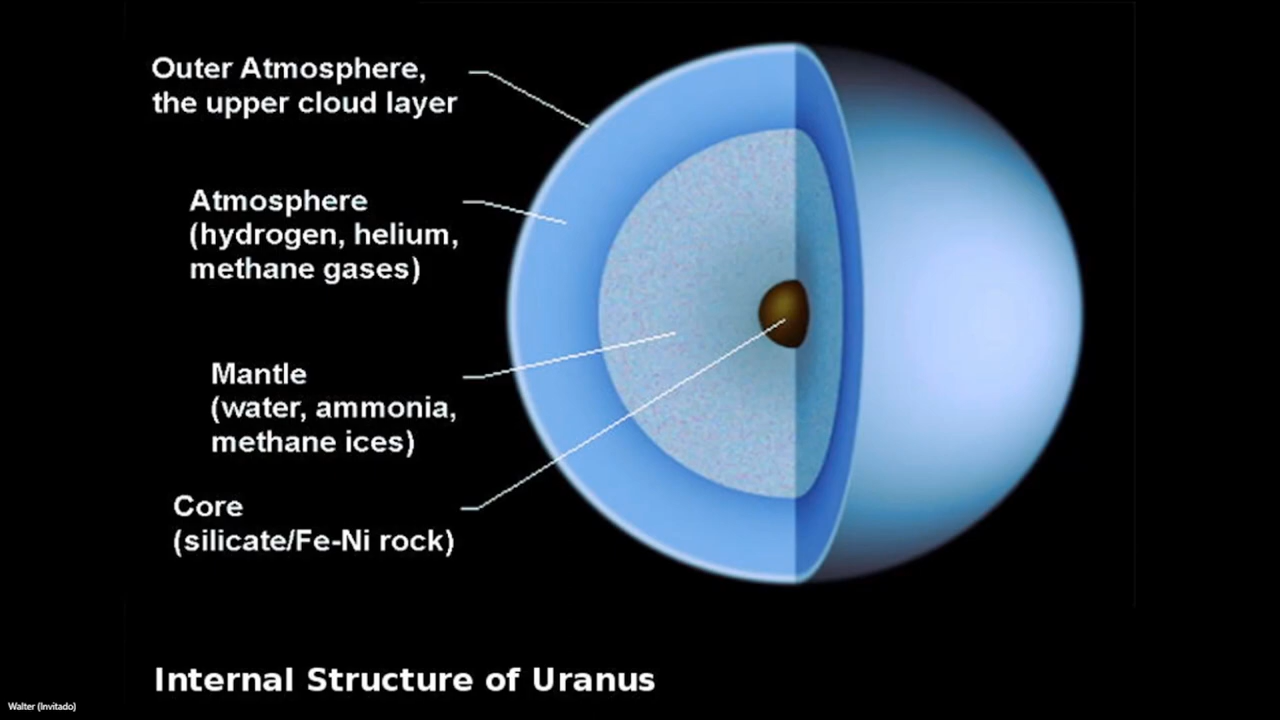 Outer Atmosphere,
the upper cloud layer
Atmosphere
(hydrogen, helium,
methane gases)
Mantle
(water, ammonia,
methane ices)
Core
(silicate/Fe-Ni rock)
Internal Structure of Uranus
Walter (Invitado)